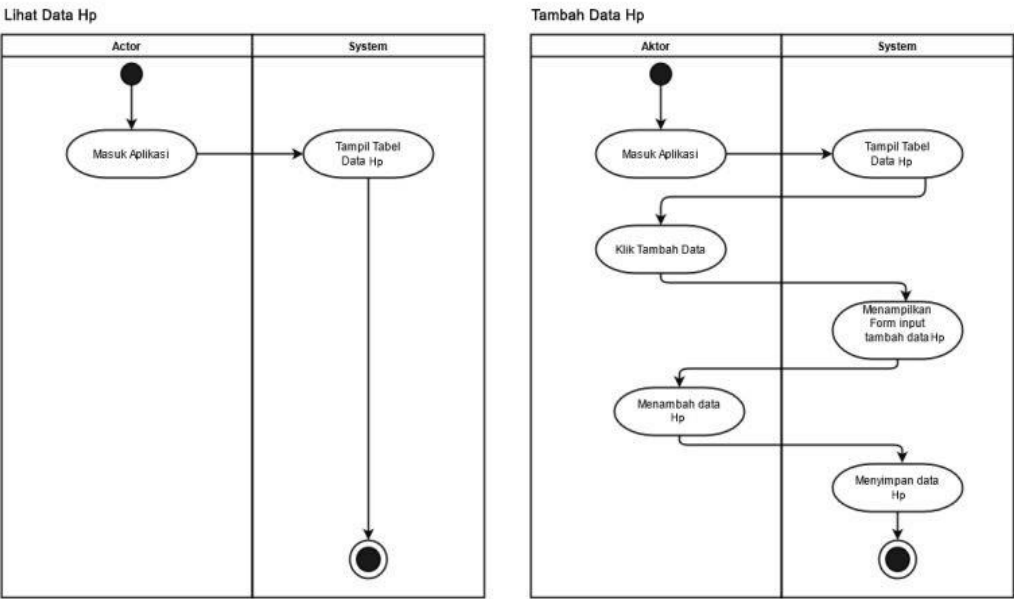 Lihat Data Hp
Actor
System
Masuk Aplikasi
Tampil Tabel
Data Hp
Tambah Data Hp
Aktor
System
Masuk Aplikasi
Tampil Tabel
Data Hp
Klik Tambah Data
Menampilkan
Form input
tambah data Hp
Menambah data
Hp
Menyimpan data
Hp